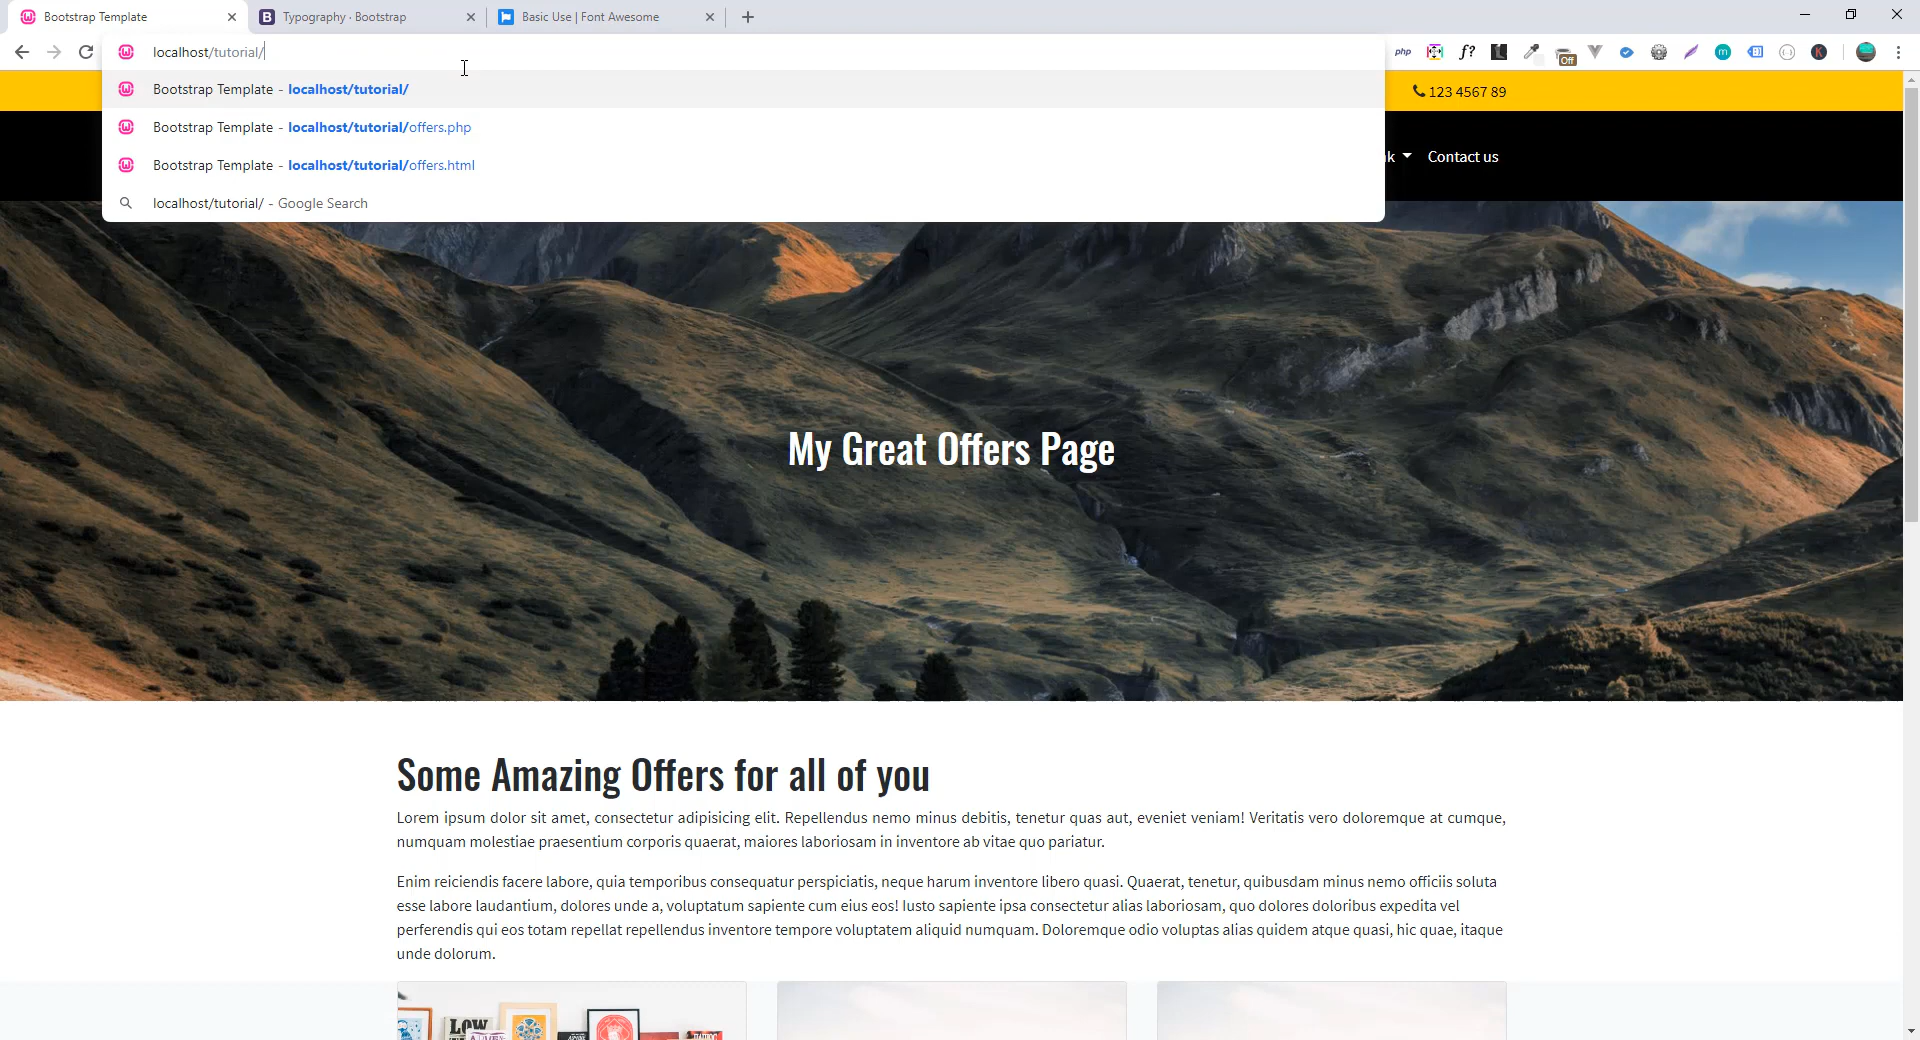 Bootstrap Template
Typography · Bootstrap
Basic Use | Font Awesome
localhost/tutorial/
php
f?
Off
m
K
Bootstrap Template - localhost/tutorial/
123 4567 89
Bootstrap Template - localhost/tutorial/offers.php
Bootstrap Template - localhost/tutorial/offers.html
k
Contact us
localhost/tutorial/ - Google Search
My Great Offers Page
Some Amazing Offers for all of you
Lorem ipsum dolor sit amet, consectetur adipisicing elit. Repellendus nemo minus debitis, tenetur quas aut, eveniet veniam! Veritatis vero doloremque at cumque,
numquam molestiae praesentium corporis quaerat, maiores laboriosam in inventore ab vitae quo pariatur.
Enim reiciendis facere labore, quia temporibus consequatur perspiciatis, neque harum inventore libero quasi. Quaerat, tenetur, quibusdam minus nemo officiis soluta
esse labore laudantium, dolores unde a, voluptatum sapiente cum eius eos! Iusto sapiente ipsa consectetur alias laboriosam, quo dolores doloribus expedita vel
perferendis qui eos totam repellat repellendus inventore tempore voluptatem aliquid numquam. Doloremque odio voluptas alias quidem atque quasi, hic quae, itaque
unde dolorum.
LOW